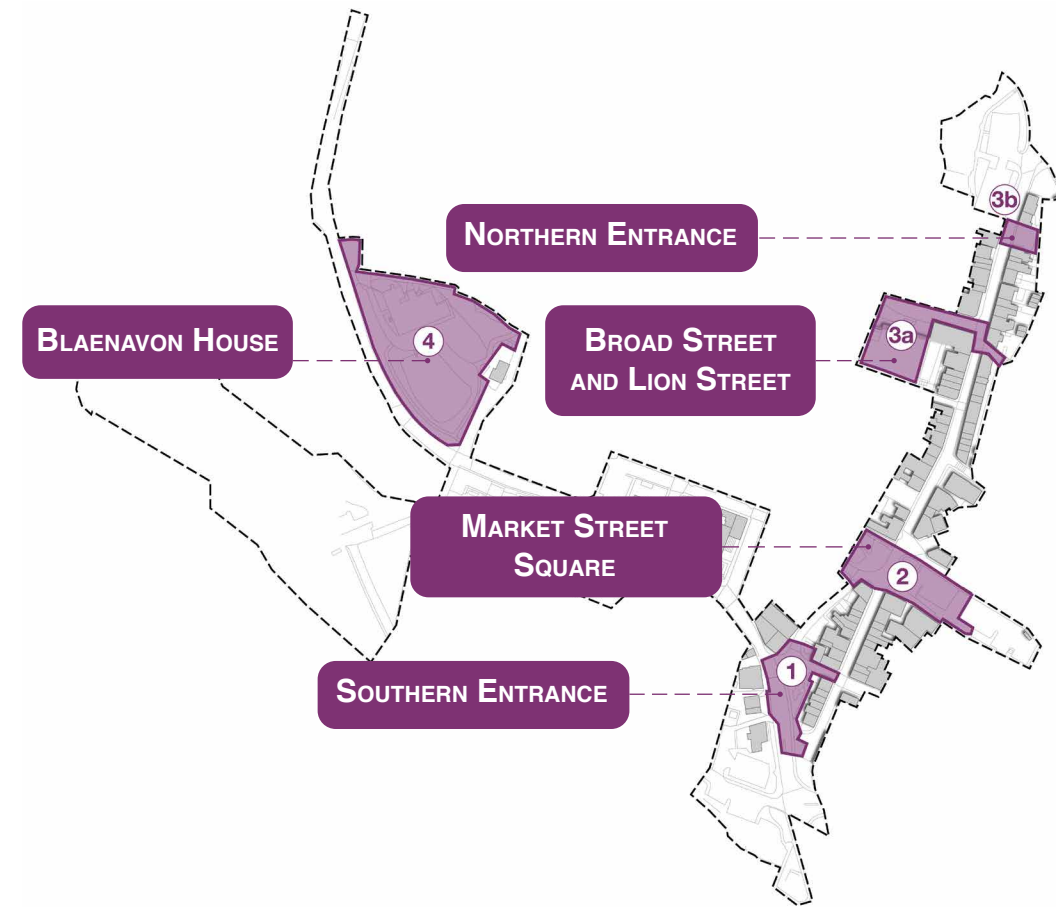 3b
NORTHERN ENTRANCE
BLAENAVON HOUSE
4
BROAD STREET
AND LION STREET
3a
MARKET STREET
SQUARE
2
SOUTHERN ENTRANCE
1